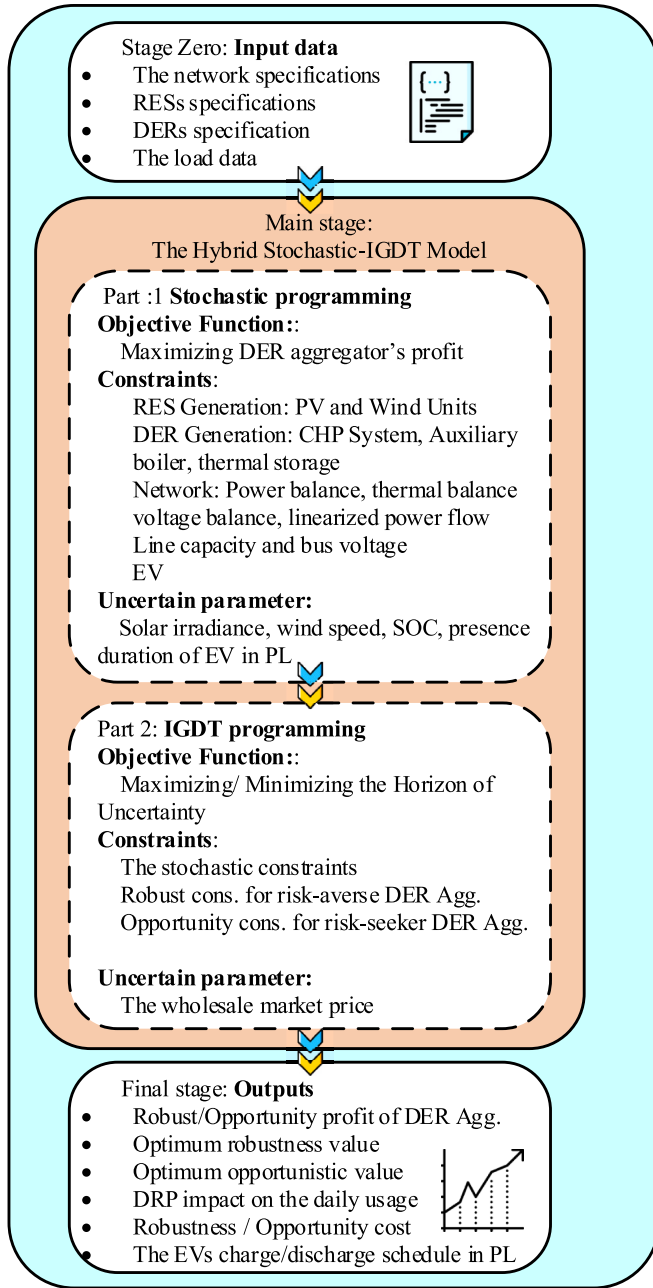 Stage Zero: Input data
• The network specifications
• RESs specifications
• DERs specification
• The load data
{...}
Main stage:
The Hybrid Stochastic-IGDT Model
Part :1 Stochastic programming
Objective Function::
Maximizing DER aggregator's profit
Constraints:
RES Generation: PV and Wind Units
DER Generation: CHP System, Auxiliary
boiler, thermal storage
Network: Power balance, thermal balance
voltage balance, linearized power flow
Line capacity and bus voltage
EV
Uncertain parameter:
Solar irradiance, wind speed, SOC, presence
duration of EV in PL
Part 2: IGDT programming
Objective Function::
Maximizing/ Minimizing the Horizon of
Uncertainty
Constraints:
The stochastic constraints
Robust cons. for risk-averse DER Agg.
Opportunity cons. for risk-seeker DER Agg.
Uncertain parameter:
The wholesale market price
Final stage: Outputs
• Robust/Opportunity profit of DER Agg.
• Optimum robustness value
• Optimum opportunistic value
• DRP impact on the daily usage
• Robustness / Opportunity cost
• The EVs charge/discharge schedule in PL